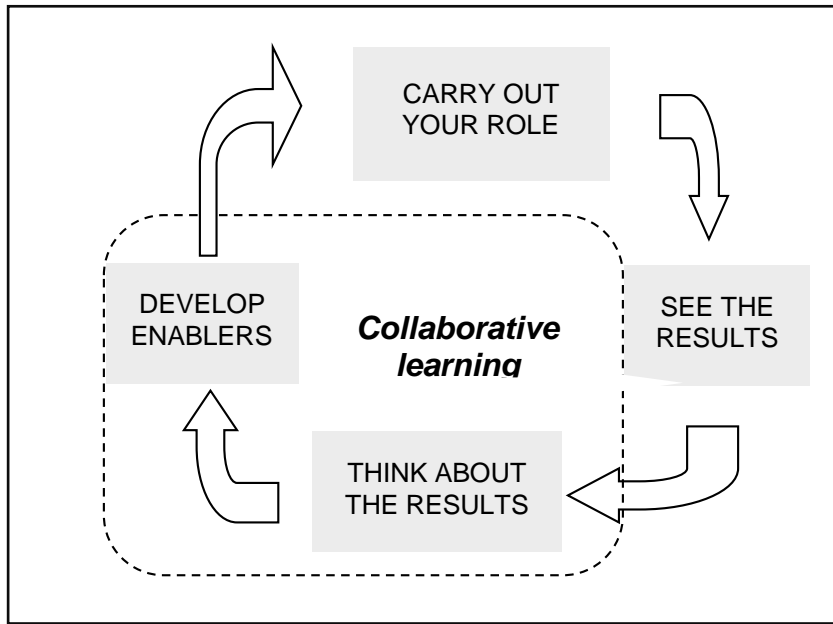 CARRY OUT
YOUR ROLE
DEVELOP
ENABLERS
Collaborative
learning
SEE THE
RESULTS
THINK ABOUT
THE RESULTS